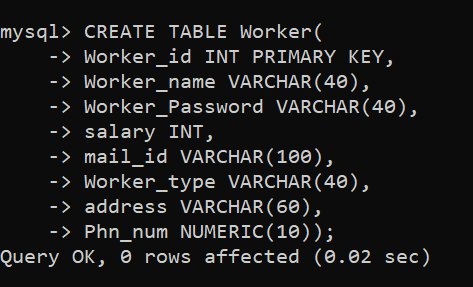 mysql> CREATE TABLE Worker(
    -> Worker_id INT PRIMARY KEY,
    -> Worker_name VARCHAR(40),
    -> Worker_Password VARCHAR(40),
    -> salary INT,
    -> mail_id VARCHAR(100),
    -> Worker_type VARCHAR(40),
    -> address VARCHAR(60),
    -> Phn_num NUMERIC(10));
Query OK, 0 rows affected (0.02 sec)